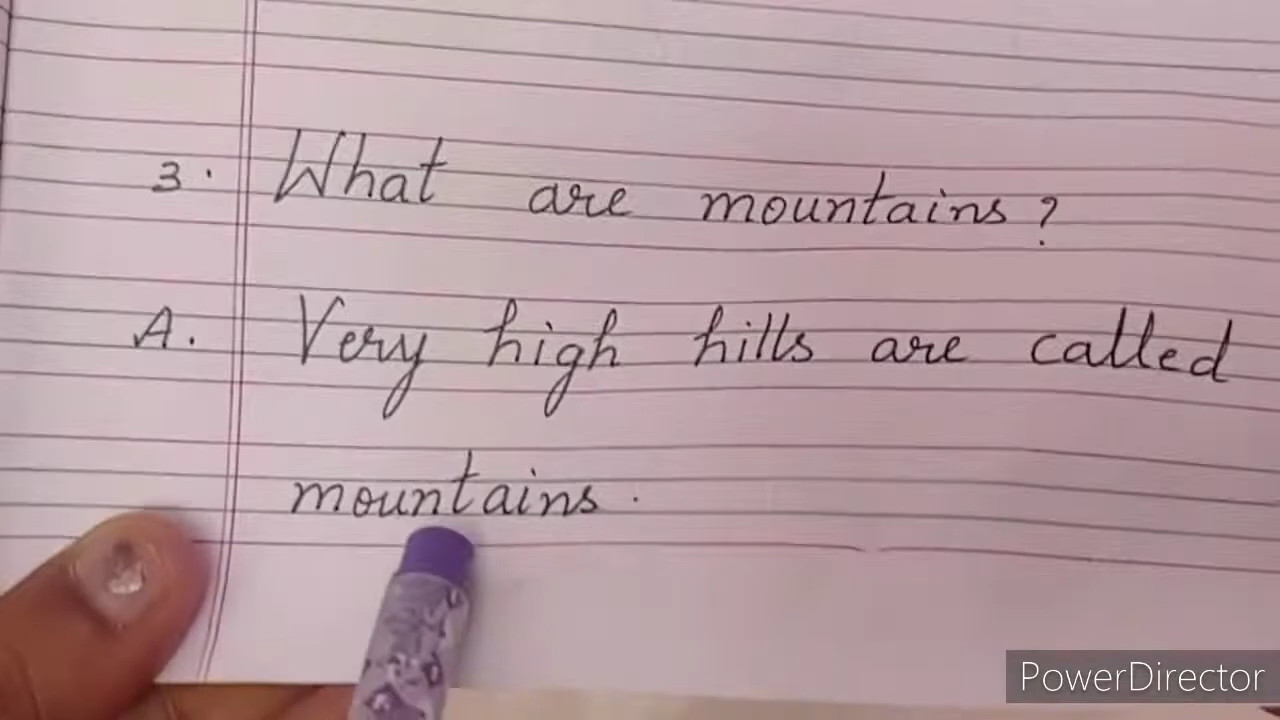 3. What are mountains?
A. Very high hills are called
mountains.
PowerDirector